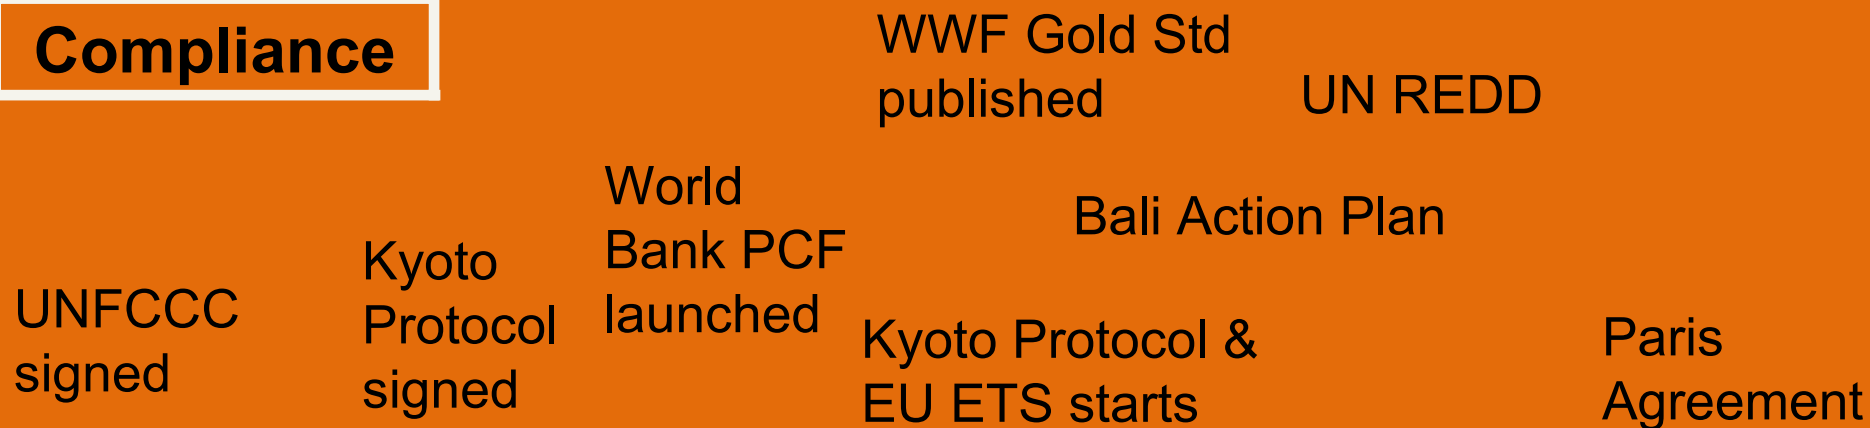 Compliance
WWF Gold Std
published
UN REDD
World
Bank PCF
launched
Bali Action Plan
Kyoto
Protocol
signed
UNFCCC
signed
Kyoto Protocol &
EU ETS starts
Paris
Agreement